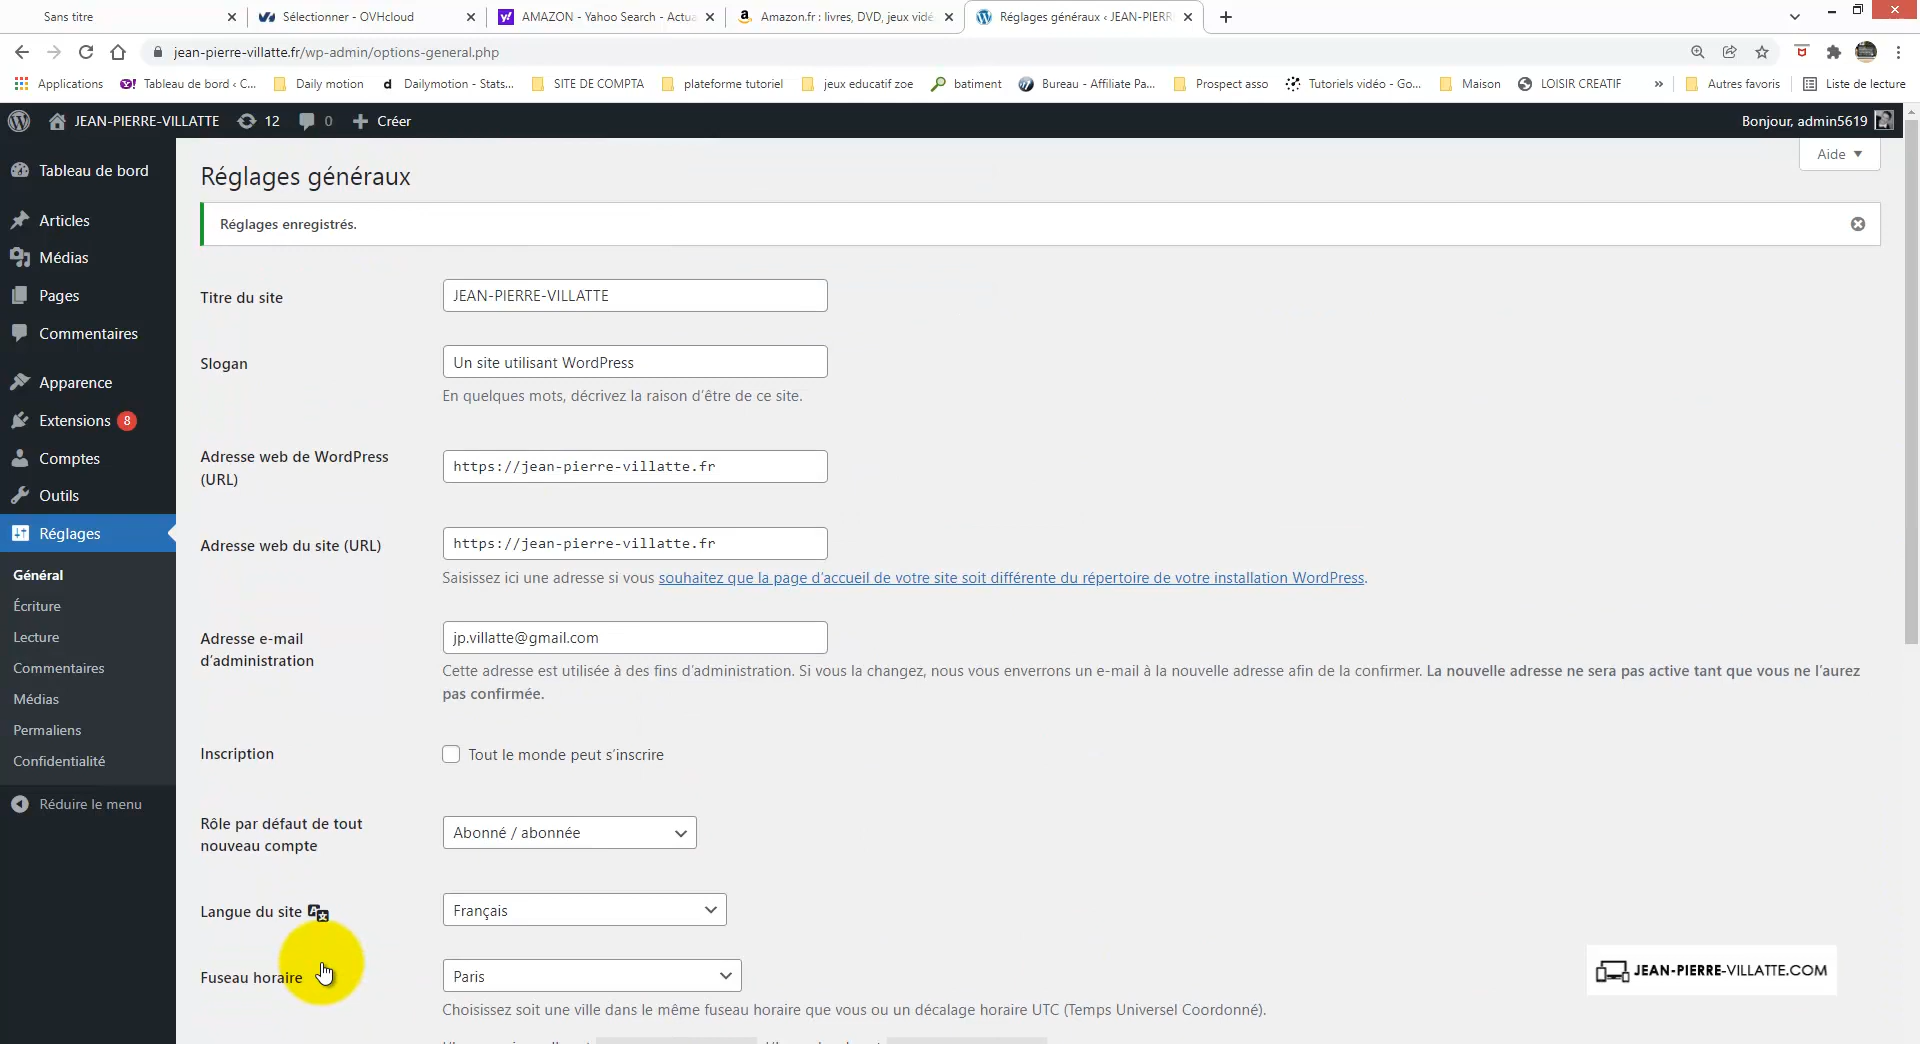 Sans titre
Sélectionner - OVHcloud
AMAZON - Yahoo Search - Actua
Amazon.fr : livres, DVD, jeux vidé
Réglages généraux ‹ JEAN-PIERR
jean-pierre-villatte.fr/wp-admin/options-general.php
Applications
Tableau de bord ‹ C...
Daily motion
Dailymotion - Stats...
SITE DE COMPTA
plateforme tutoriel
jeux educatif zoe
batiment
Bureau - Affiliate Pa...
Prospect asso
Tutoriels vidéo - Go...
Maison
LOISIR CREATIF
»
Autres favoris
Liste de lecture
JEAN-PIERRE-VILLATTE
12
0
Créer
Bonjour, admin5619
Tableau de bord
Articles
Médias
Pages
Commentaires
Apparence
Extensions 8
Comptes
Outils
Réglages
Général
Écriture
Lecture
Commentaires
Médias
Permaliens
Confidentialité
Réduire le menu
Aide
Réglages généraux
Réglages enregistrés.
Titre du site
JEAN-PIERRE-VILLATTE
Slogan
Un site utilisant WordPress
En quelques mots, décrivez la raison d’être de ce site.
Adresse web de WordPress
(URL)
https://jean-pierre-villatte.fr
Adresse web du site (URL)
https://jean-pierre-villatte.fr
Saisissez ici une adresse si vous souhaitez que la page d’accueil de votre site soit différente du répertoire de votre installation WordPress.
Adresse e-mail
d’administration
jp.villatte@gmail.com
Cette adresse est utilisée à des fins d’administration. Si vous la changez, nous vous enverrons un e-mail à la nouvelle adresse afin de la confirmer. La nouvelle adresse ne sera pas active tant que vous ne l’aurez
pas confirmée.
Inscription
Tout le monde peut s’inscrire
Rôle par défaut de tout
nouveau compte
Abonné / abonnée
Langue du site
Français
Fuseau horaire
Paris
Choisissez soit une ville dans le même fuseau horaire que vous ou un décalage horaire UTC (Temps Universel Coordonné).
JEAN-PIERRE-VILLATTE.COM